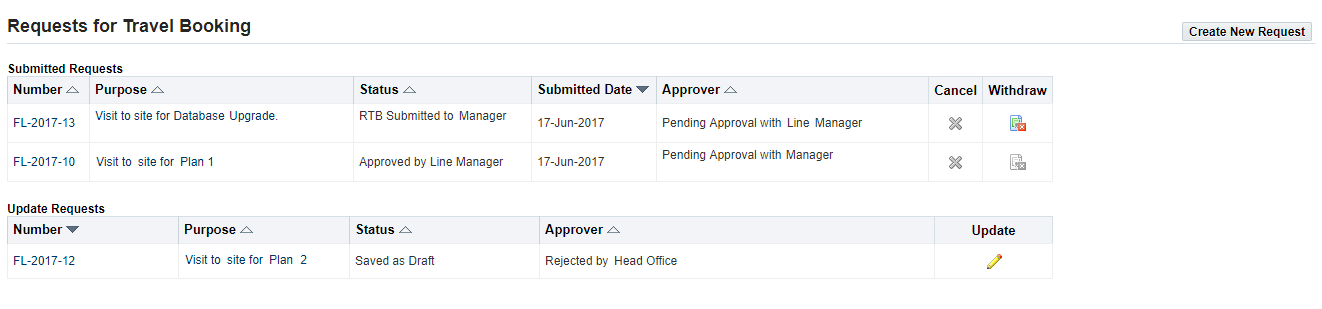 Requests for Travel Booking
Create New Request
Submitted Requests
Number Purpose Status Submitted Date Approver Cancel Withdraw
FL-2017-13 Visit to site for Database Upgrade. RTB Submitted to Manager 17-Jun-2017 Pending Approval with Line Manager
FL-2017-10 Visit to site for Plan 1 Approved by Line Manager 17-Jun-2017 Pending Approval with Manager
Update Requests
Number Purpose Status Approver Update
FL-2017-12 Visit to site for Plan 2 Saved as Draft Rejected by Head Office